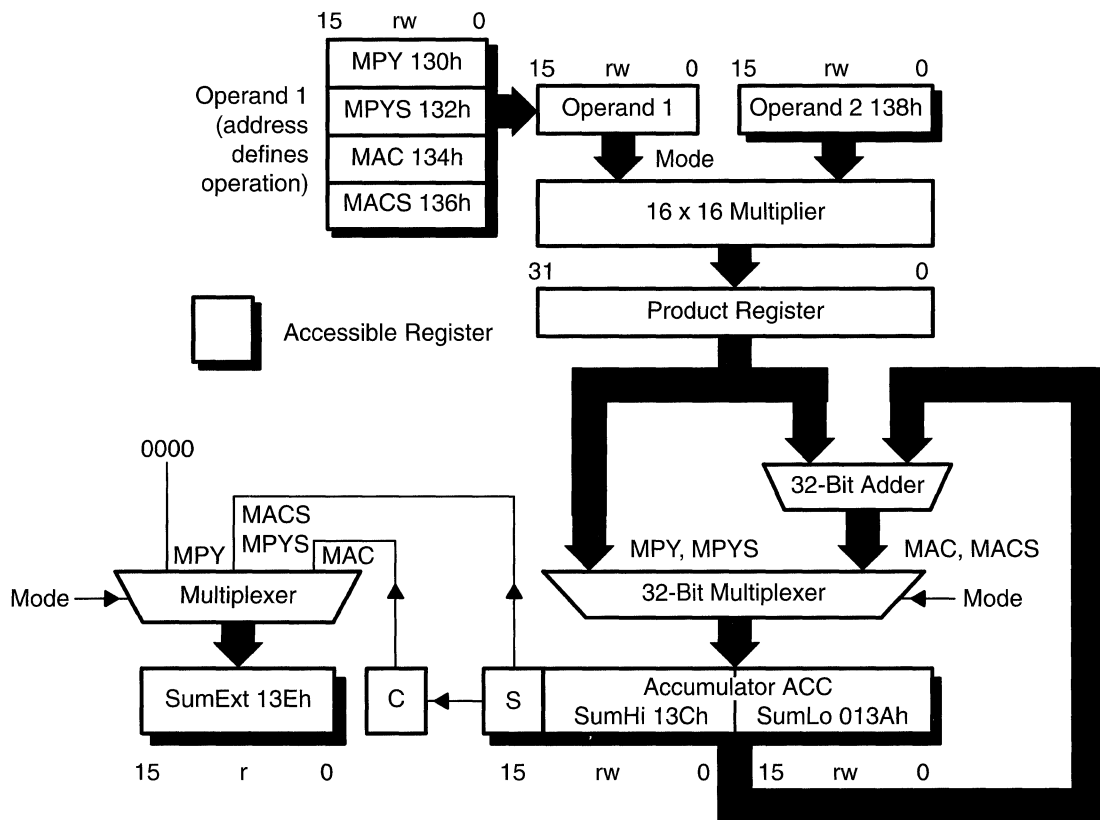 15 rw 0
MPY 130h
MPYS 132h
MAC 134h
MACS 136h
Operand 1
(address
defines
operation)
15 rw 0
Operand 1
15 rw 0
Operand 2 138h
Mode
16 x 16 Multiplier
31 0
Product Register
Accessible Register
32-Bit Adder
0000
MPY
MACS
MPYS
MAC
Mode
Multiplexer
MPY, MPYS
MAC, MACS
32-Bit Multiplexer
Mode
SumExt 13Eh
C
S
Accumulator ACC
SumHi 13Ch
SumLo 013Ah
15 r 0
15 rw 0
15 rw 0